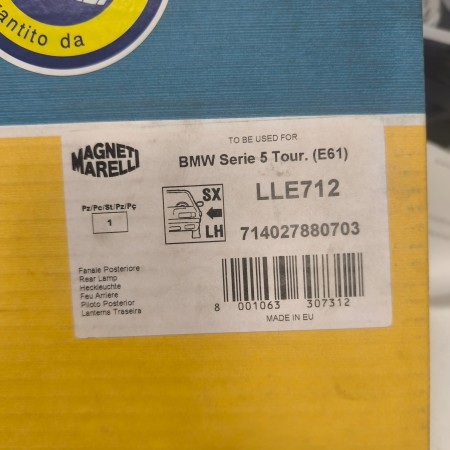 antito da
TO BE USED FOR
MAGNETI
MARELLI
BMW Serie 5 Tour. (E61)
Pz/Pc/St/Pz/Pç
1
SX
LH
LLE712
714027880703
Fanale Posteriore
Rear Lamp
Heckleuchte
Feu Arriere
Piloto Posterior
Lanterna Traseira
8 001063 307312
MADE IN EU